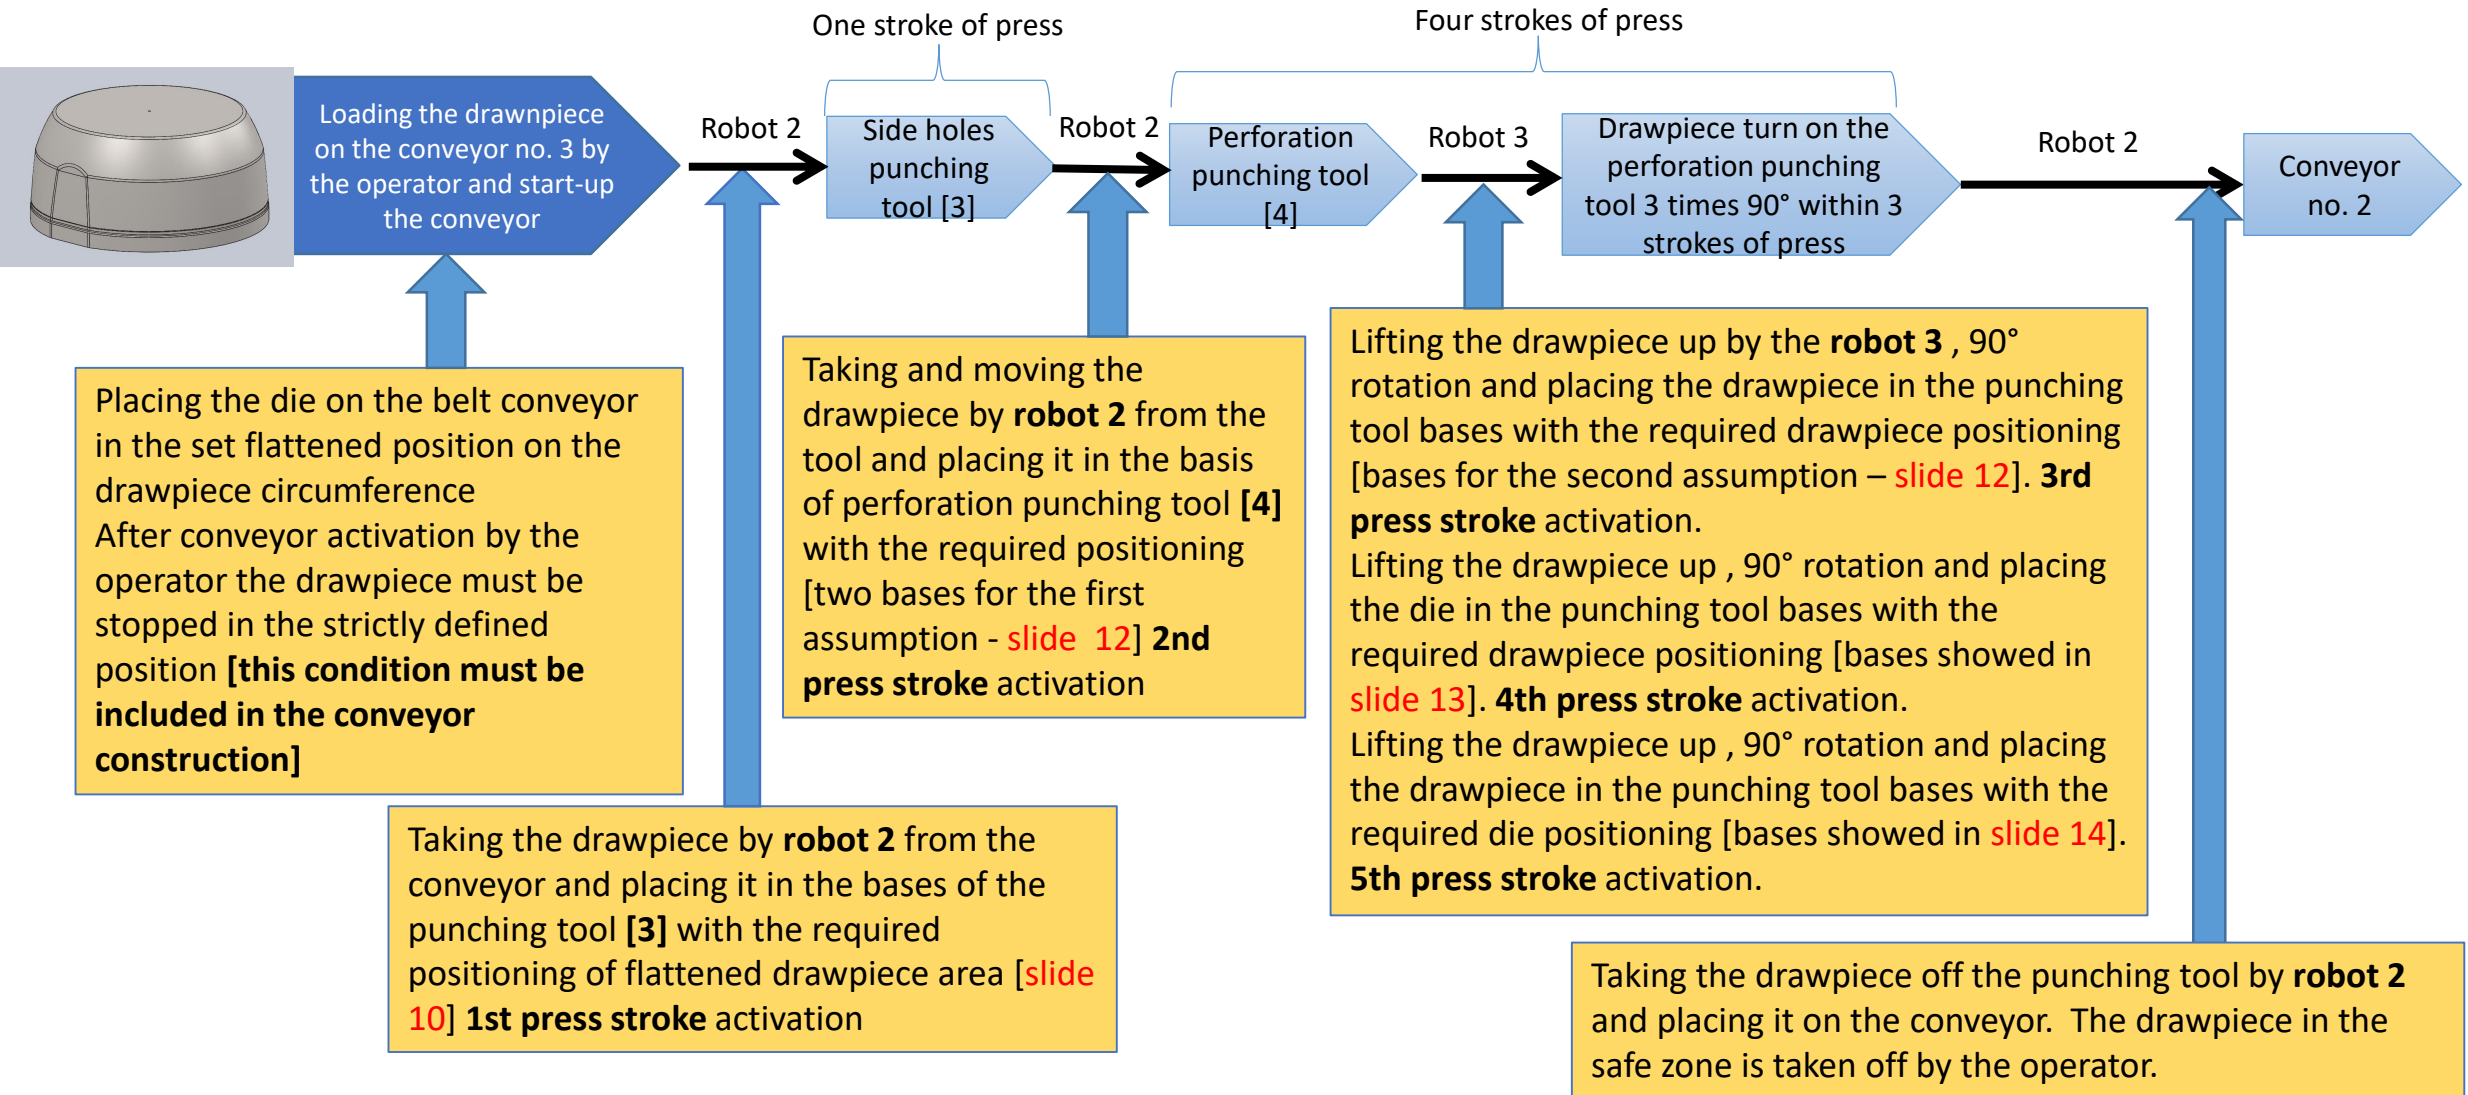 One stroke of press
Four strokes of press
Loading the drawnpiece
on the conveyor no. 3 by
the operator and start-up
the conveyor
Robot 2
Side holes
punching
tool [3]
Robot 2
Perforation
punching tool
[4]
Robot 3
Drawpiece turn on the
perforation punching
tool 3 times 90° within 3
strokes of press
Robot 2
Conveyor
no. 2
Placing the die on the belt conveyor
in the set flattened position on the
drawpiece circumference
After conveyor activation by the
operator the drawpiece must be
stopped in the strictly defined
position [this condition must be
included in the conveyor
construction]
Taking the drawpiece by robot 2 from the
conveyor and placing it in the bases of the
punching tool [3] with the required
positioning of flattened drawpiece area [slide
10] 1st press stroke activation
Taking and moving the
drawpiece by robot 2 from the
tool and placing it in the basis
of perforation punching tool [4]
with the required positioning
[two bases for the first
assumption - slide 12] 2nd
press stroke activation
Lifting the drawpiece up by the robot 3 , 90°
rotation and placing the drawpiece in the punching
tool bases with the required drawpiece positioning
[bases for the second assumption – slide 12]. 3rd
press stroke activation.
Lifting the drawpiece up , 90° rotation and placing
the die in the punching tool bases with the
required drawpiece positioning [bases showed in
slide 13]. 4th press stroke activation.
Lifting the drawpiece up , 90° rotation and placing
the drawpiece in the punching tool bases with the
required die positioning [bases showed in slide 14].
5th press stroke activation.
Taking the drawpiece off the punching tool by robot 2
and placing it on the conveyor. The drawpiece in the
safe zone is taken off by the operator.